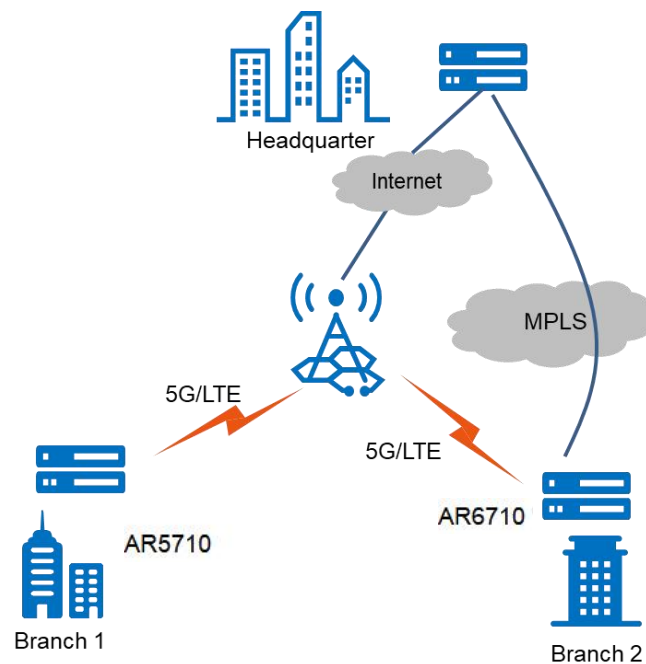 Headquarter
Internet
MPLS
5G/LTE
5G/LTE
AR6710
AR5710
Branch 1
Branch 2